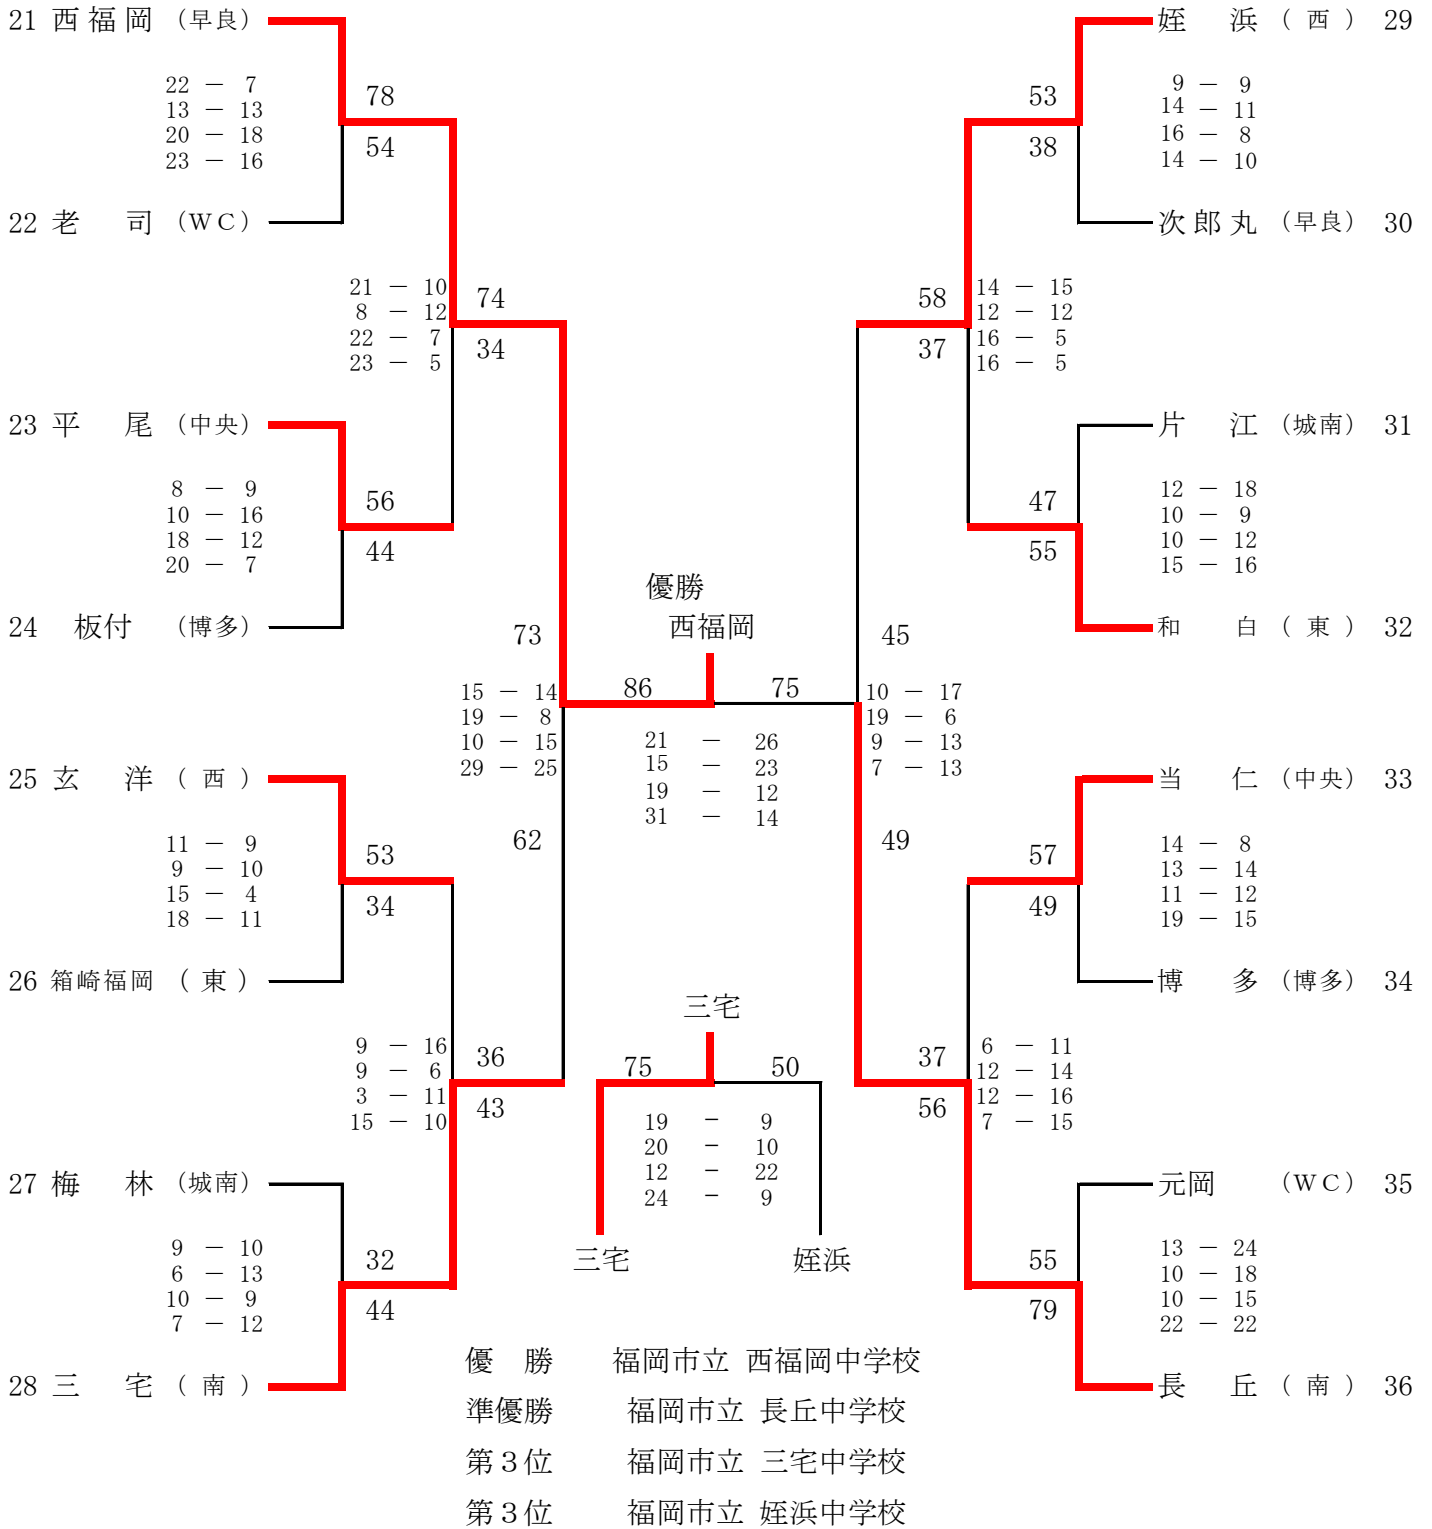 21 西福岡 （早良）
22 － 7
13 － 13
20 － 18
23 － 16
78
54
22 老　司 （ＷＣ）
21 － 10
8 － 12
22 － 7
23 － 5
74
34
23 平　尾 （中央）
8 － 9
10 － 16
18 － 12
20 － 7
56
44
24 板付 （博多）
73
15 － 14
19 － 8
10 － 15
29 － 25
62
25 玄　洋 （ 西 ）
11 － 9
9 － 10
15 － 4
18 － 11
53
34
26 箱崎福岡 （ 東 ）
9 － 16
9 － 6
3 － 11
15 － 10
36
43
27 梅　林 （城南）
9 － 10
6 － 13
10 － 9
7 － 12
32
44
28 三　宅 （ 南 ）
優勝
西福岡
86 75
21 － 26
15 － 23
19 － 12
31 － 14
三宅
75 50
19 － 9
20 － 10
12 － 22
24 － 9
三宅 姪浜
姪　浜 （ 西 ） 29
9 － 9
14 － 11
16 － 8
14 － 10
53
38
次郎丸 （早良） 30
58
37
14 － 15
12 － 12
16 － 5
16 － 5
片　江 （城南） 31
12 － 18
10 － 9
10 － 12
15 － 16
47
55
和　白 （ 東 ） 32
45
10 － 17
19 － 6
9 － 13
7 － 13
49
当　仁 （中央） 33
14 － 8
13 － 14
11 － 12
19 － 15
57
49
博　多 （博多） 34
37
56
6 － 11
12 － 14
12 － 16
7 － 15
元岡 （ＷＣ） 35
13 － 24
10 － 18
10 － 15
22 － 22
55
79
長　丘 （ 南 ） 36
優　勝 福岡市立 西福岡中学校
準優勝 福岡市立 長丘中学校
第３位 福岡市立 三宅中学校
第３位 福岡市立 姪浜中学校